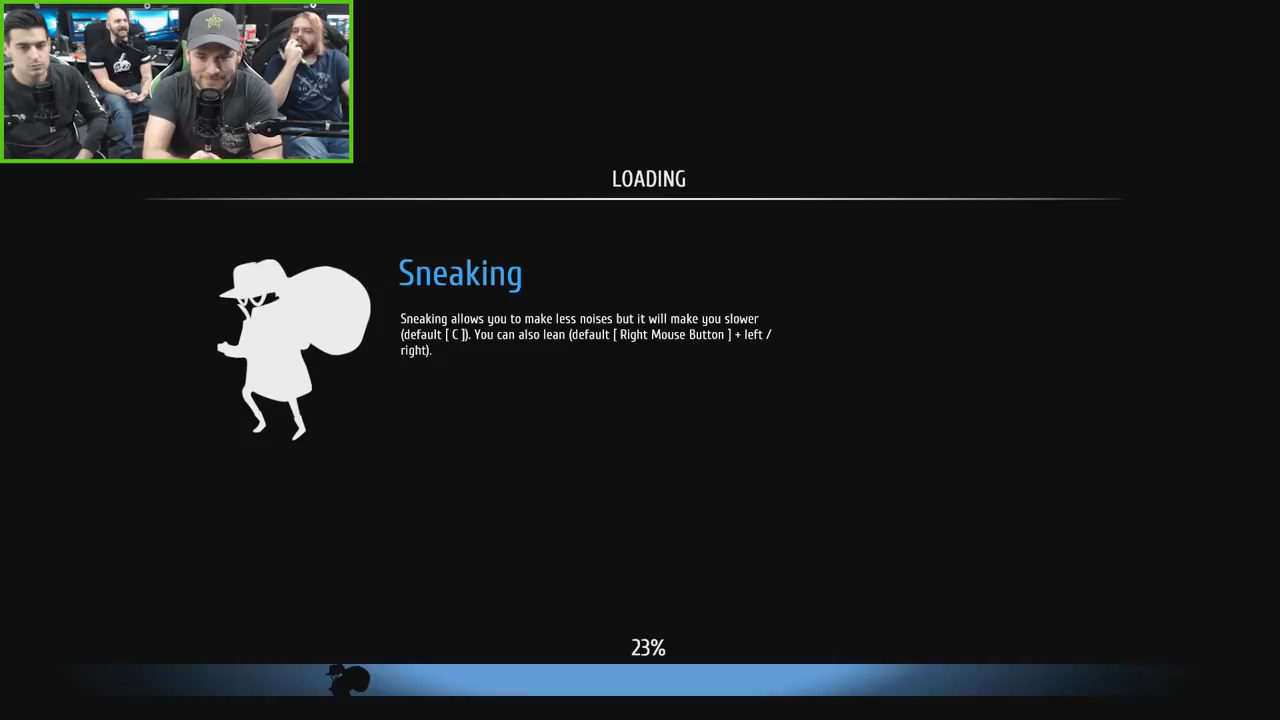 LOADING
Sneaking
Sneaking allows you to make less noises but it will make you slower
(default [ C ]). You can also lean (default [ Right Mouse Button ] + left /
right).
23%